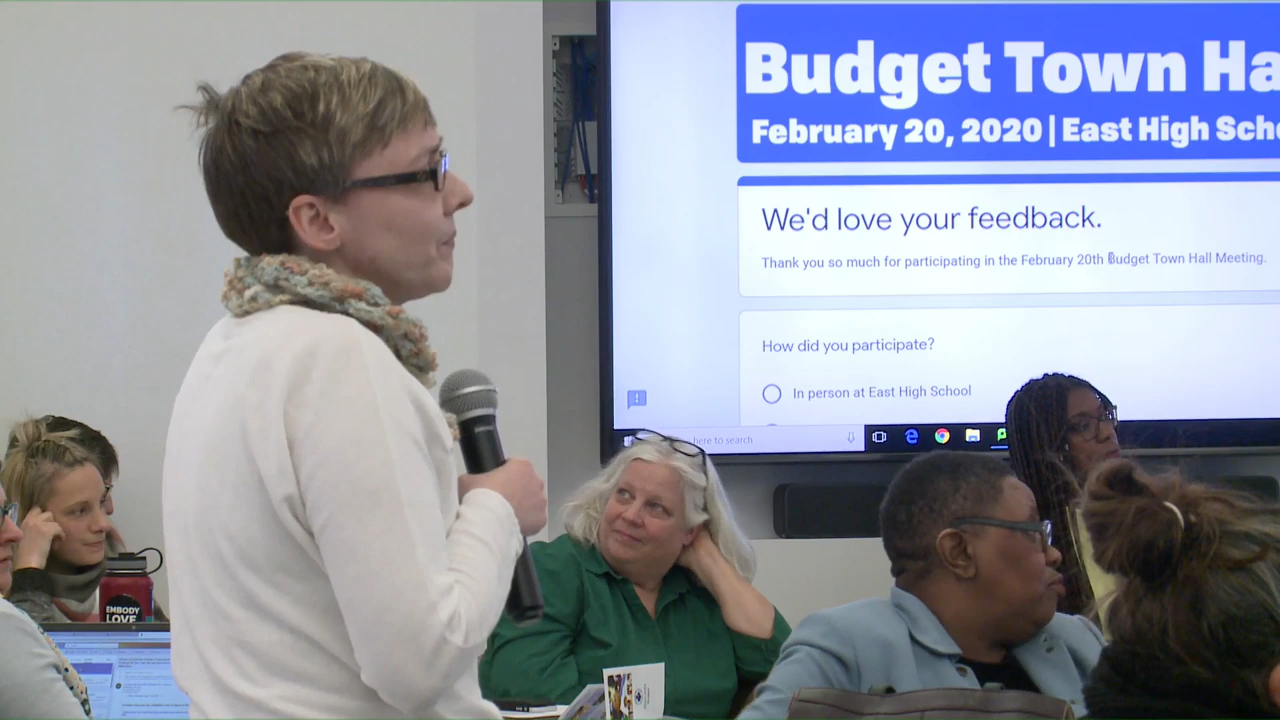 Budget Town Ha
February 20, 2020 | East High Scho
We'd love your feedback.
Thank you so much for participating in the February 20th Budget Town Hall Meeting.
How did you participate?
In person at East High School
here to search
EMBODY
LOVE